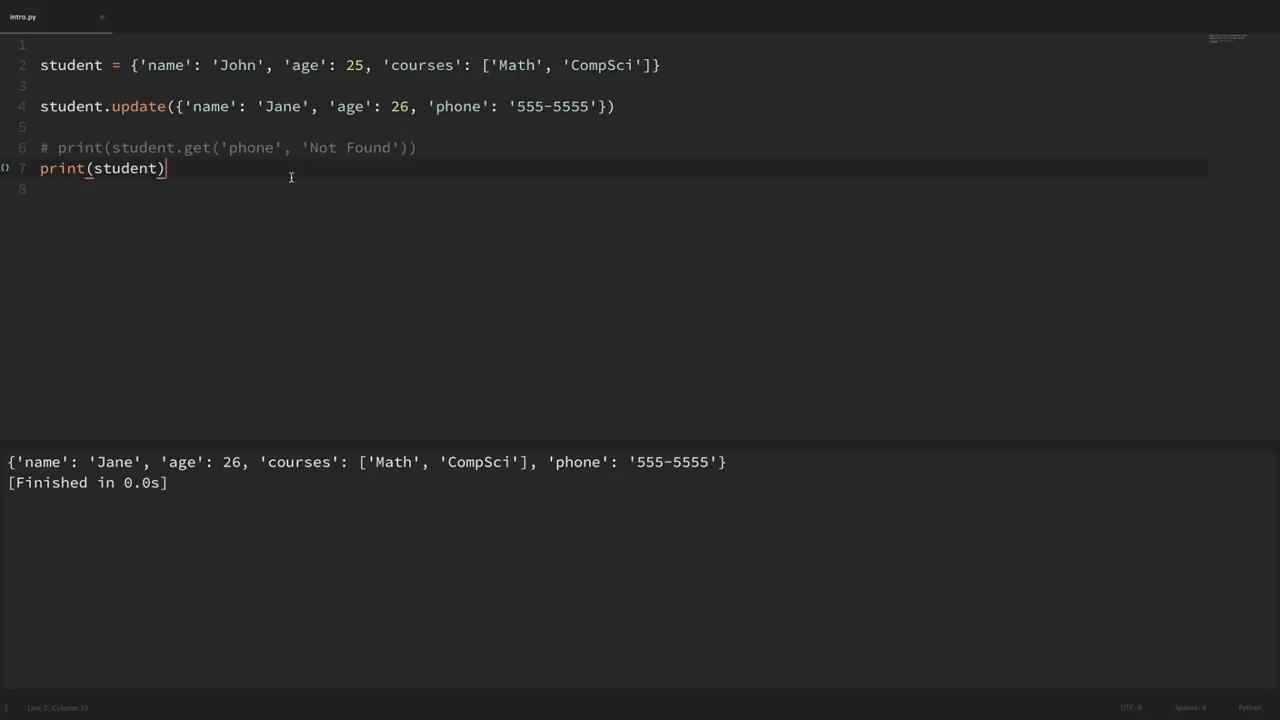 intro.py ×
1
2 student = {'name': 'John', 'age': 25, 'courses': ['Math', 'CompSci']}
3
4 student.update({'name': 'Jane', 'age': 26, 'phone': '555-5555'})
5
6 # print(student.get('phone', 'Not Found'))
{} 7 print(student)
8
{'name': 'Jane', 'age': 26, 'courses': ['Math', 'CompSci'], 'phone': '555-5555'}
[Finished in 0.0s]
Line 7, Column 15 UTF-8 Spaces: 4 Python